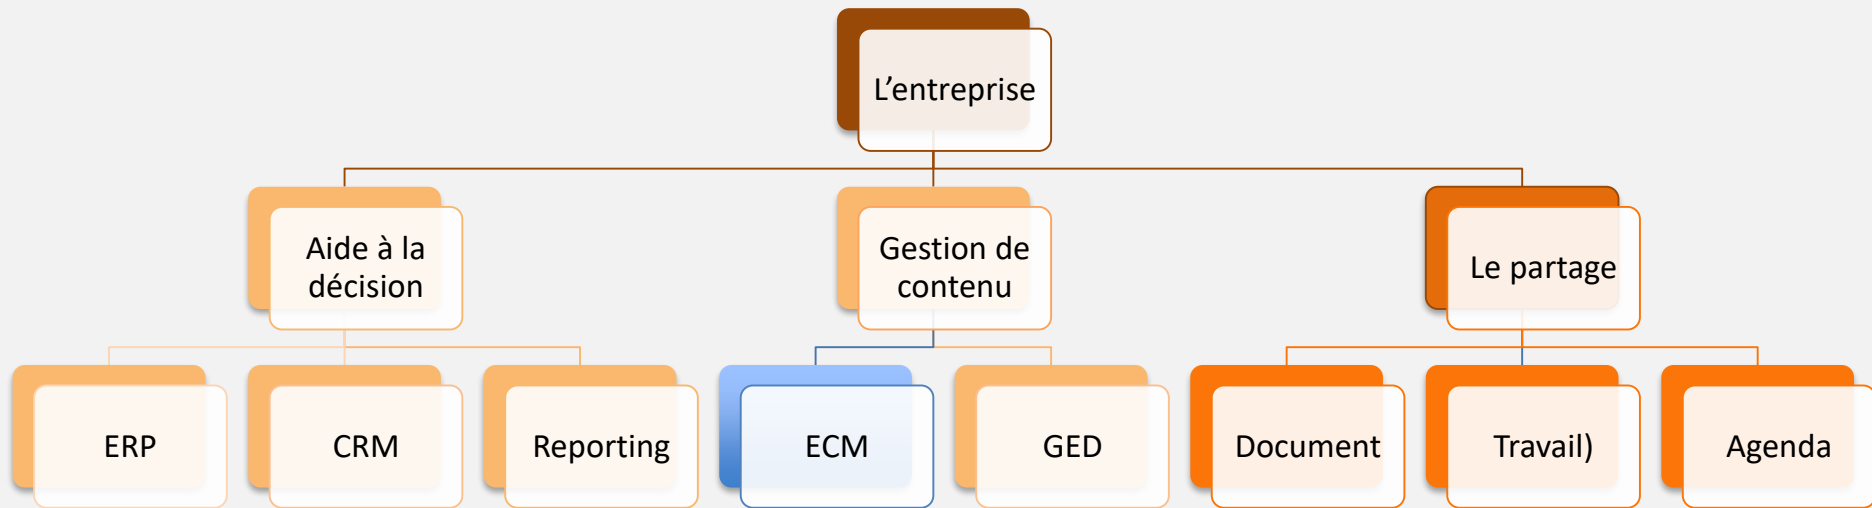 L’entreprise
Aide à la
décision
Gestion de
contenu
Le partage
ERP
CRM
Reporting
ECM
GED
Document
Travail)
Agenda